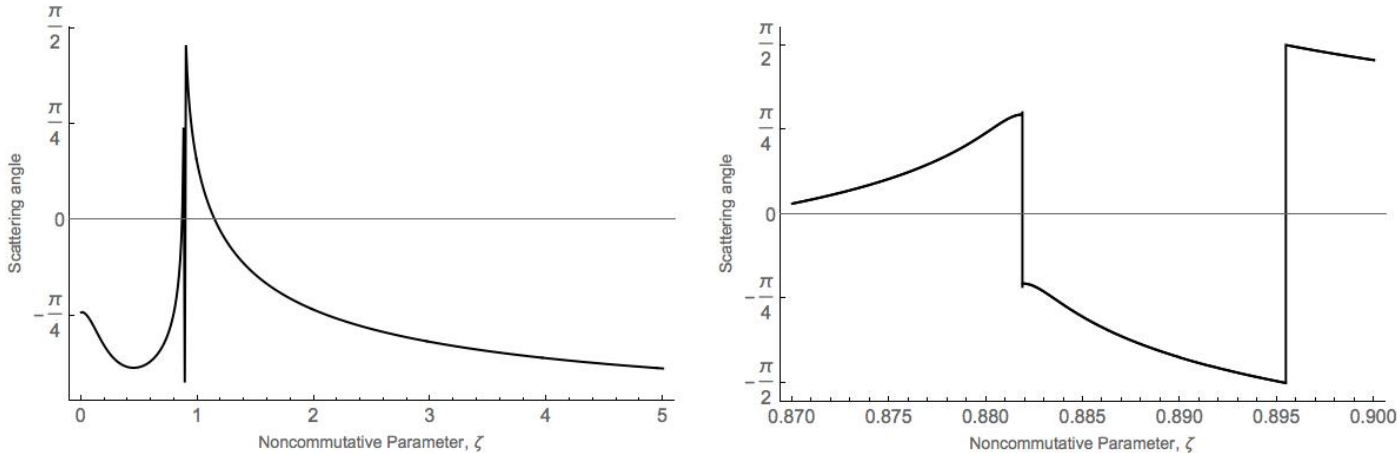 π
2
π
4
0
− π
4
Scattering angle
0 1 2 3 4 5
Noncommutative Parameter, ζ
π
2
π
4
0
− π
4
− π
2
Scattering angle
0.870 0.875 0.880 0.885 0.890 0.895 0.900
Noncommutative Parameter, ζ